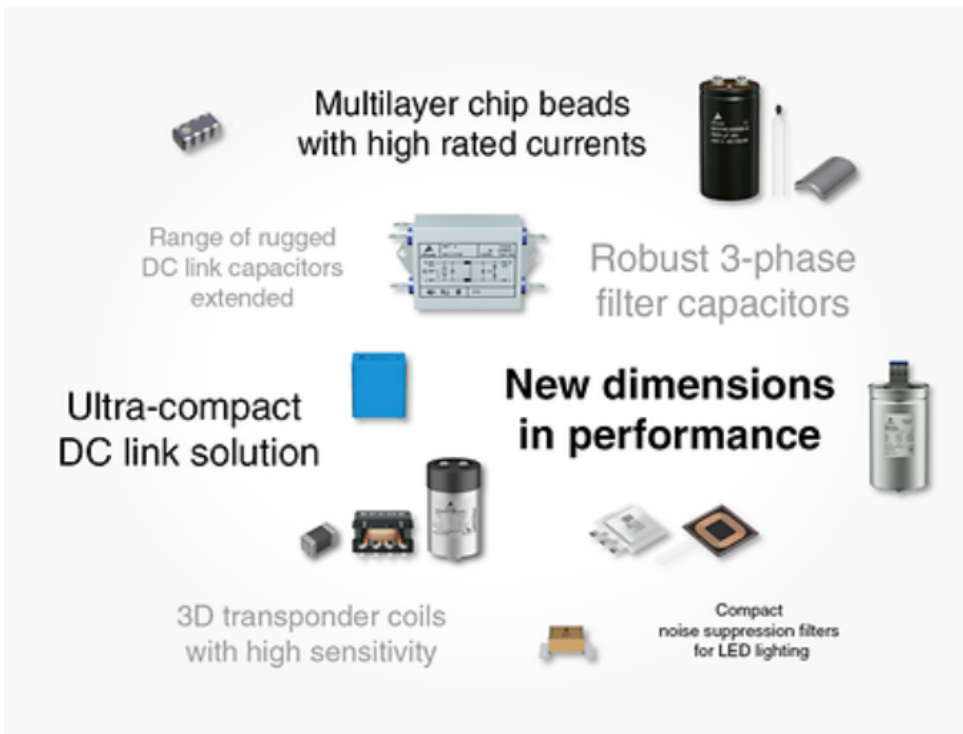 Multilayer chip beads
with high rated currents
Range of rugged
DC link capacitors
extended
Robust 3-phase
filter capacitors
Ultra-compact
DC link solution
New dimensions
in performance
3D transponder coils
with high sensitivity
Compact
noise suppression filters
for LED lighting